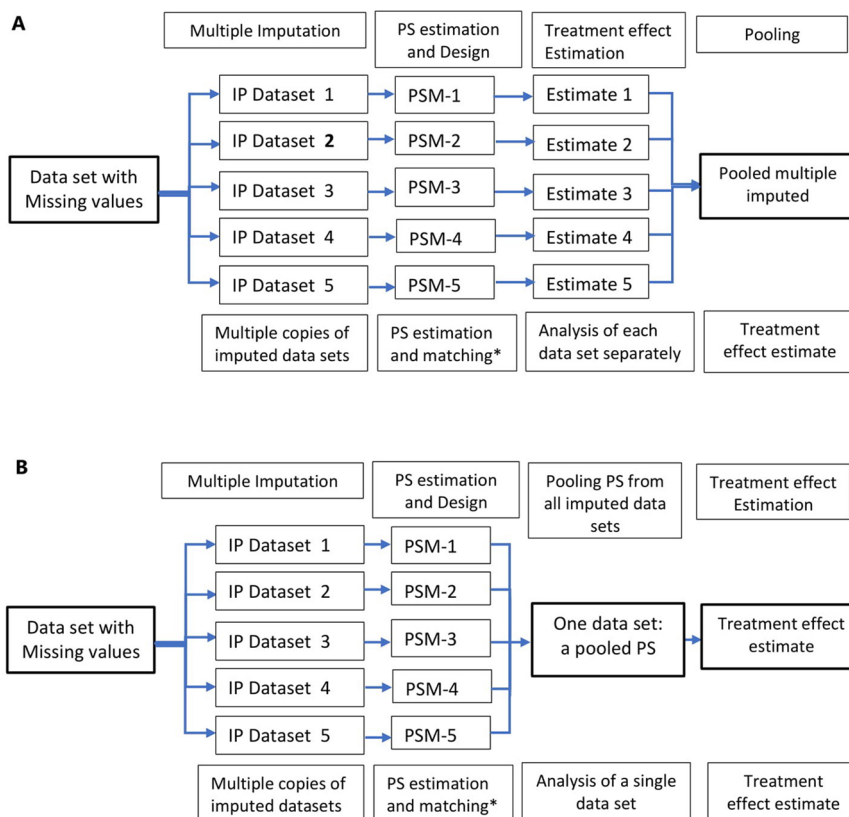 A
Multiple Imputation
PS estimation
and Design
Treatment effect
Estimation
Pooling
IP Dataset 1
PSM-1
Estimate 1
IP Dataset 2
PSM-2
Estimate 2
Data set with
Missing values
IP Dataset 3
PSM-3
Estimate 3
Pooled multiple
imputed
IP Dataset 4
PSM-4
Estimate 4
IP Dataset 5
PSM-5
Estimate 5
Multiple copies of
imputed data sets
PS estimation
and matching*
Analysis of each
data set separately
Treatment
effect estimate
B
Multiple Imputation
PS estimation
and Design
Pooling PS from
all imputed data
sets
Treatment effect
Estimation
IP Dataset 1
PSM-1
IP Dataset 2
PSM-2
Data set with
Missing values
IP Dataset 3
PSM-3
One data set:
a pooled PS
Treatment effect
estimate
IP Dataset 4
PSM-4
IP Dataset 5
PSM-5
Multiple copies of
imputed datasets
PS estimation
and matching*
Analysis of a single
data set
Treatment
effect estimate